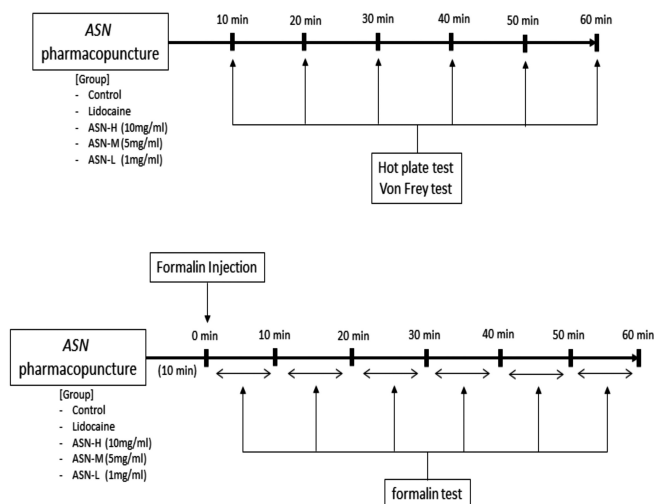 ASN
pharmacopuncture
10 min 20 min 30 min 40 min 50 min 60 min
[Group]
- Control
- Lidocaine
- ASN-H (10mg/ml)
- ASN-M (5mg/ml)
- ASN-L (1mg/ml)
Hot plate test
Von Frey test
Formalin Injection
ASN
pharmacopuncture
0 min 10 min 20 min 30 min 40 min 50 min 60 min
(10 min)
[Group]
- Control
- Lidocaine
- ASN-H (10mg/ml)
- ASN-M (5mg/ml)
- ASN-L (1mg/ml)
formalin test